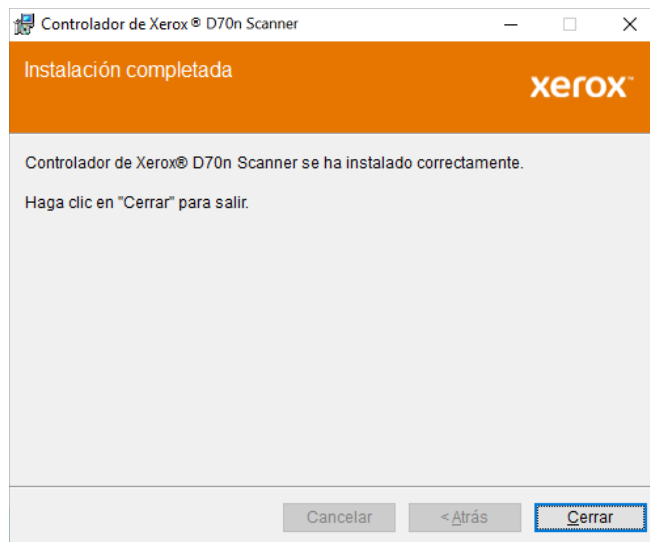 Controlador de Xerox® D70n Scanner
Instalación completada
xerox™
Controlador de Xerox® D70n Scanner se ha instalado correctamente.
Haga clic en "Cerrar" para salir.
Cancelar
< Atrás
Cerrar